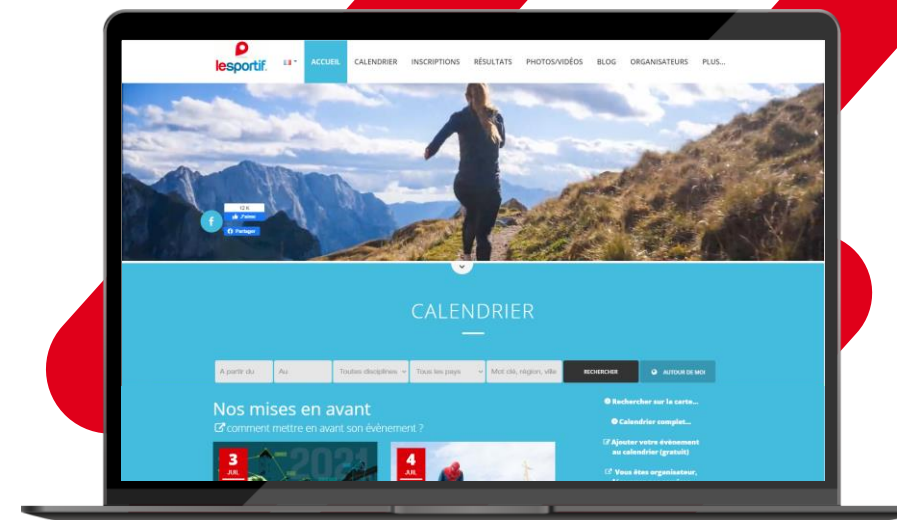 lesportif.
ACCUEIL CALENDRIER INSCRIPTIONS RÉSULTATS PHOTOS/VIDÉOS BLOG ORGANISATEURS PLUS...
12 K
J'aime
Partager
CALENDRIER
A partir du Au Toutes disciplines Tous les pays Mot clé, région, ville RECHERCHER AUTOUR DE MOI
Nos mises en avant
comment mettre en avant son évènement ?
Rechercher sur la carte...
Calendrier complet...
Ajouter votre évènement
au calendrier (gratuit)
Vous êtes organisateur,
3
JUIL.
2021
4
JUIL.